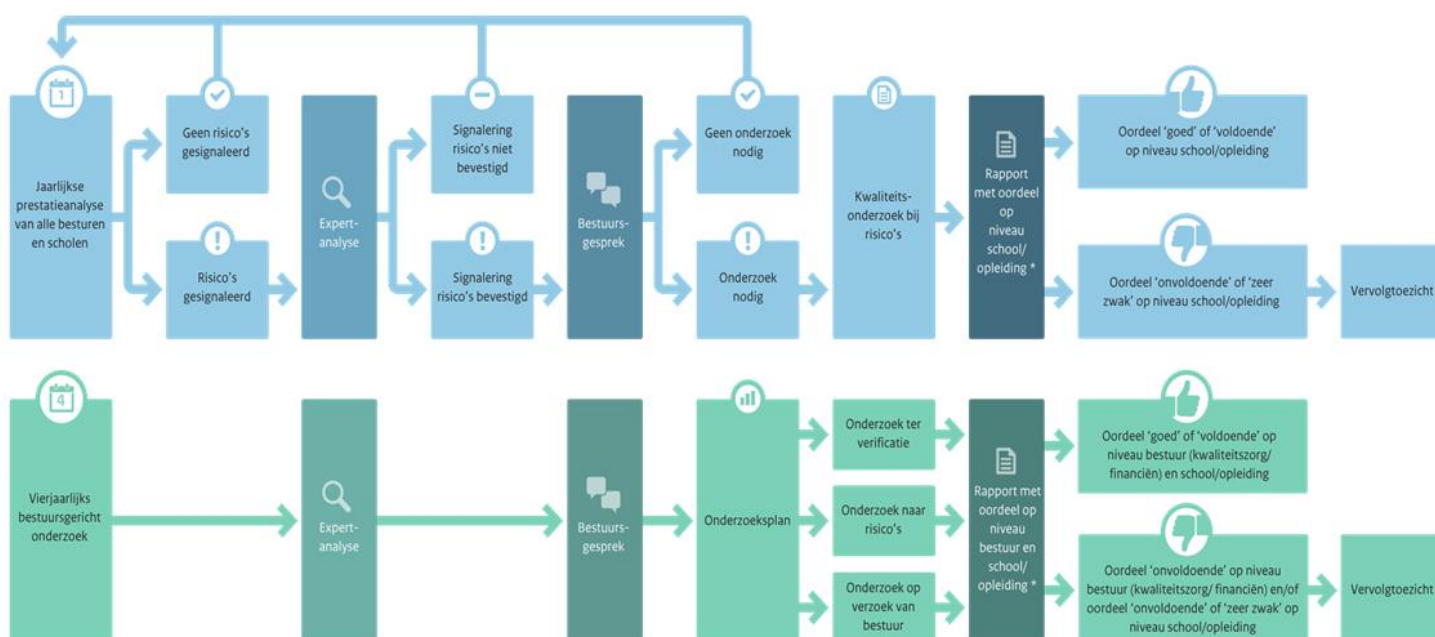 1
Jaarlijkse
prestatieanalyse
van alle besturen
en scholen
Geen risico's
gesignaleerd
Risico's
gesignaleerd
Expert-
analyse
Signalering
risico's niet
bevestigd
Signalering
risico's bevestigd
Bestuurs-
gesprek
Geen onderzoek
nodig
Onderzoek
nodig
Kwaliteits-
onderzoek bij
risico's
Rapport
met oordeel
op
niveau
school/
opleiding *
Oordeel 'goed' of 'voldoende'
op niveau school/opleiding
Oordeel 'onvoldoende' of 'zeer
zwak' op niveau school/opleiding
Vervolgtoezicht
4
Vierjaarlijks
bestuursgericht
onderzoek
Expert-
analyse
Bestuurs-
gesprek
Onderzoeksplan
Onderzoek ter
verificatie
Onderzoek naar
risico's
Onderzoek op
verzoek van
bestuur
Rapport met
oordeel op
niveau
bestuur en
school/
opleiding *
Oordeel 'goed' of 'voldoende' op
niveau bestuur (kwaliteitszorg/
financiën) en school/opleiding
Oordeel 'onvoldoende' op niveau
bestuur (kwaliteitszorg/ financiën) en/of
oordeel 'onvoldoende' of 'zeer zwak' op
niveau school/opleiding
Vervolgtoezicht